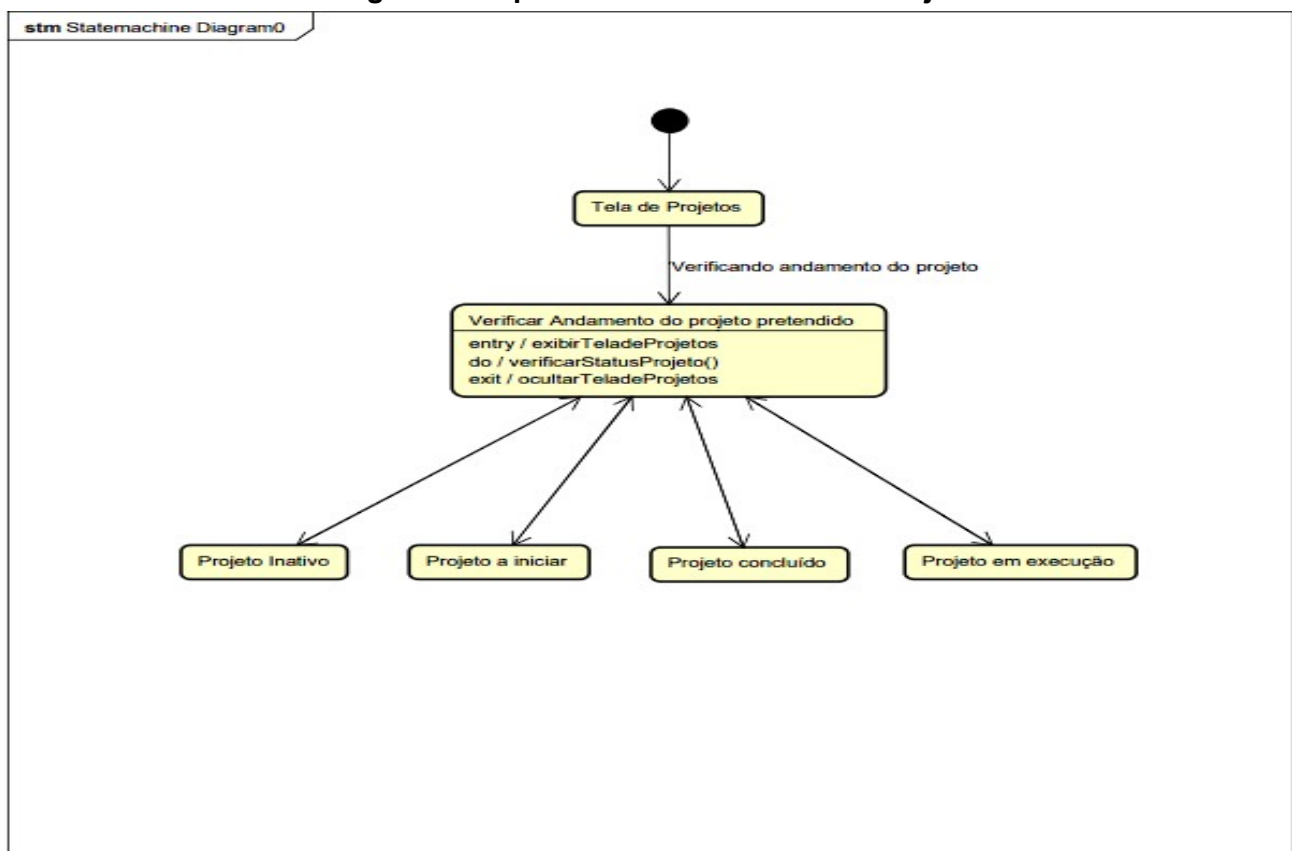 stm Statemachine Diagram0
Tela de Projetos
Verificando andamento do projeto
Verificar Andamento do projeto pretendido
entry / exibirTeladeProjetos
do / verificarStatusProjeto()
exit / ocultarTeladeProjetos
Projeto Inativo
Projeto a iniciar
Projeto concluído
Projeto em execução